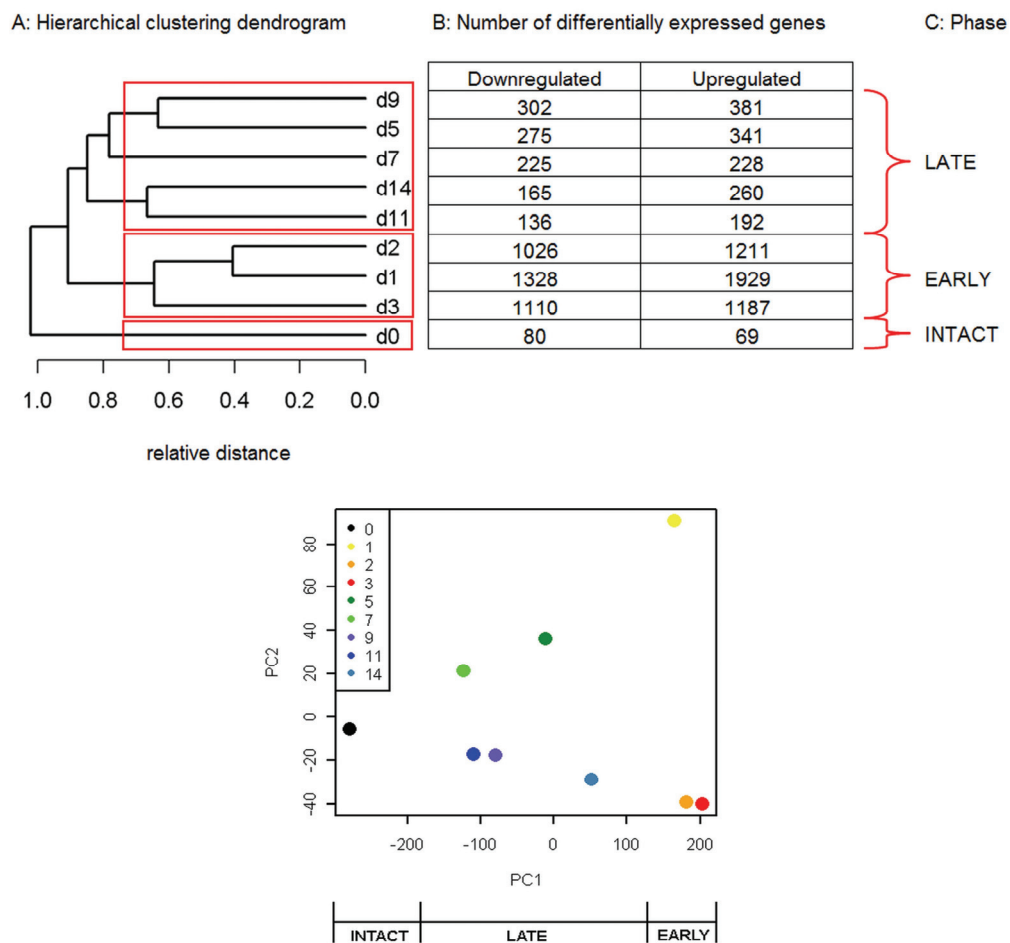 A: Hierarchical clustering dendrogram
B: Number of differentially expressed genes
C: Phase
Downregulated Upregulated
d9 302 381
d5 275 341
d7 225 228
d14 165 260
d11 136 192
d2 1026 1211
d1 1328 1929
d3 1110 1187
d0 80 69
LATE
EARLY
INTACT
1.0 0.8 0.6 0.4 0.2 0.0
relative distance
0
1
2
3
5
7
9
11
14
PC2
80
60
40
20
0
-20
-40
-200 -100 0 100 200
PC1
INTACT LATE EARLY